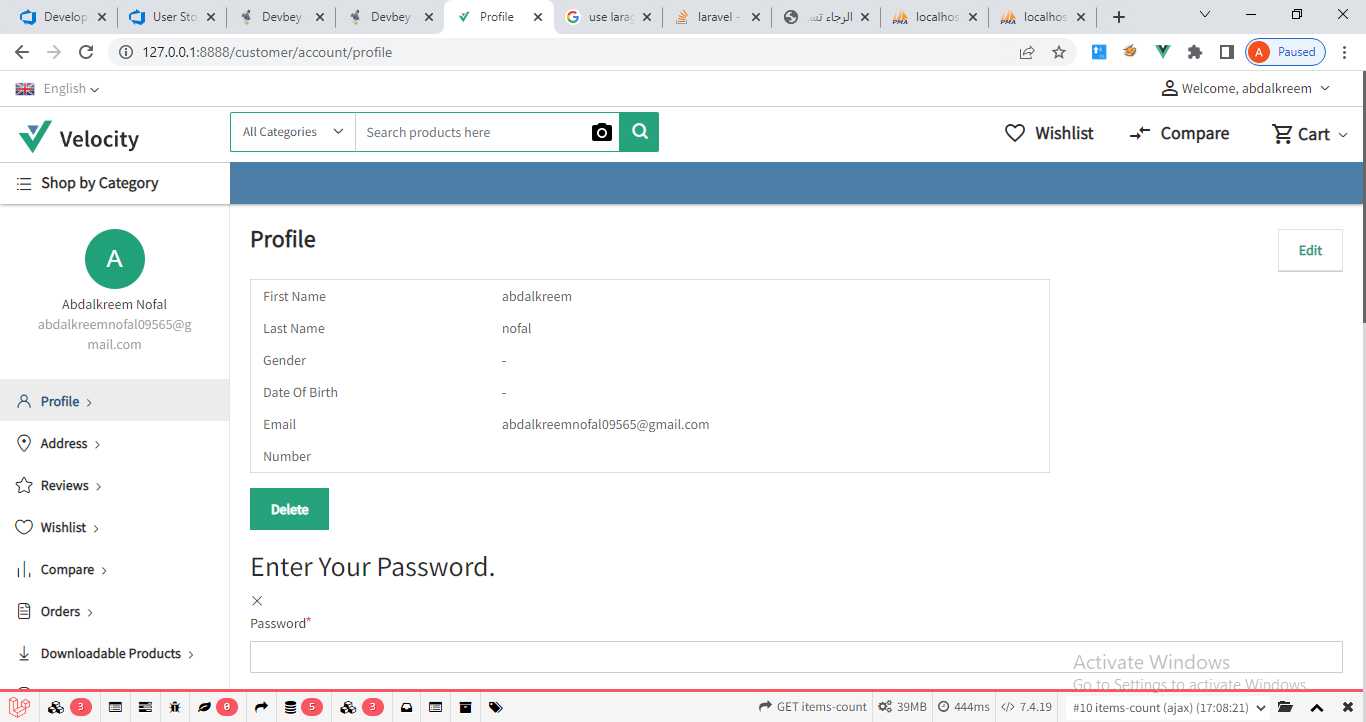 Develop
User Sto
Devbey
Devbey
Profile
use larag
laravel -
الرجاء تس
localhos
localhos
127.0.0.1:8888/customer/account/profile
A Paused
English
Welcome, abdalkreem
Velocity
All Categories
Search products here
Wishlist
Compare
Cart
Shop by Category
A
Abdalkreem Nofal
abdalkreemnofal09565@g
mail.com
Profile
Address
Reviews
Wishlist
Compare
Orders
Downloadable Products
Profile
Edit
First Name abdalkreem
Last Name nofal
Gender -
Date Of Birth -
Email abdalkreemnofal09565@gmail.com
Number
Delete
Enter Your Password.
Password*
Activate Windows
Go to Settings to activate Windows.
3 0 5 3 GET items-count 39MB 444ms 7.4.19 #10 items-count (ajax) (17:08:21)